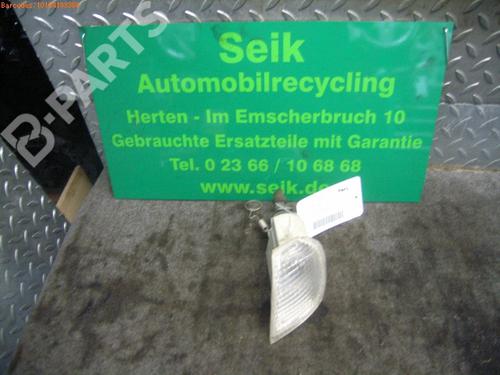 Seik
Automobilrecycling
Herten - Im Emscherbruch 10
Gebrauchte Ersatzteile mit Garantie
Tel. 0 23 66 / 10 68 68
www.seik.de
B-PARTS